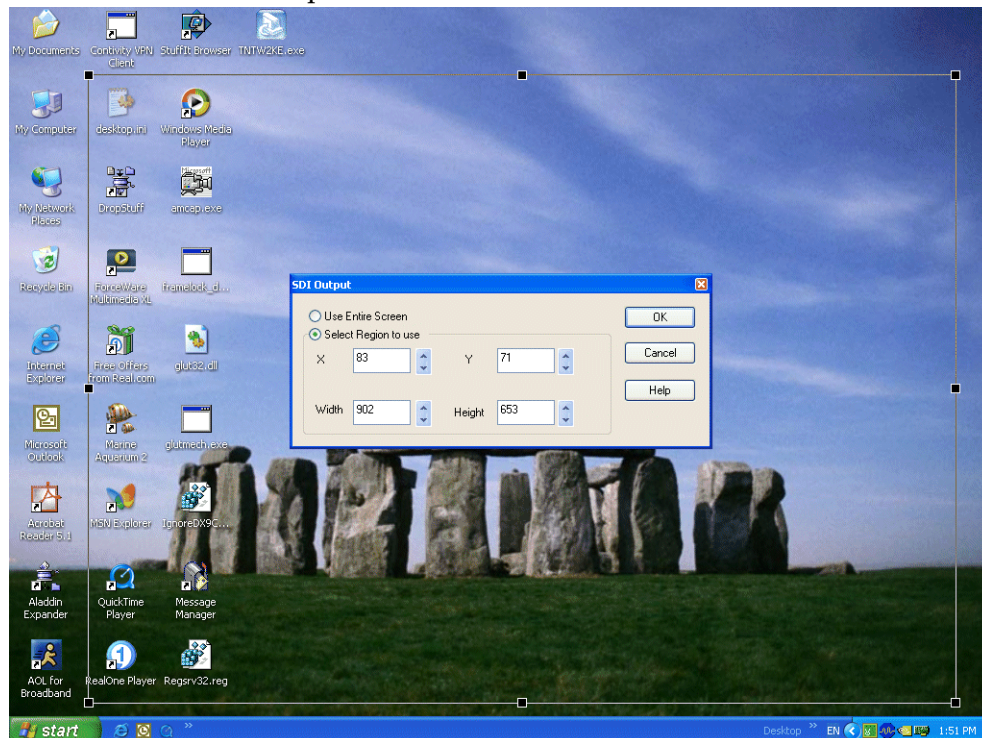 My Documents
Contivity VPN
Client
StuffIt Browser
TNTW2KE.exe
My Computer
desktop.ini
Windows Media
Player
My Network
Places
DropStuff
amcap.exe
Recycle Bin
ForceWare
Multimedia XL
framelock_d...
SDI Output
Use Entire Screen
Select Region to use
X 83 Y 71
Width 902 Height 653
OK
Cancel
Help
Internet
Explorer
Free Offers
from Real.com
glut32.dll
Microsoft
Outlook
Marine
Aquarium 2
glutmech.exe
Acrobat
Reader 5.1
MSN Explorer
IgnoreDX9C...
Aladdin
Expander
QuickTime
Player
Message
Manager
AOL for
Broadband
RealOne Player
Regsrv32.reg
start
Desktop » EN 1:51 PM